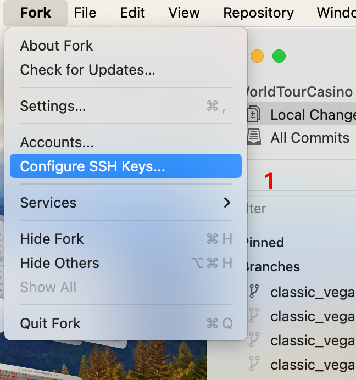 Fork File Edit View Repository Windo
About Fork
Check for Updates...
Settings... ⌘ ,
Accounts...
Configure SSH Keys...
Services
Hide Fork ⌘ H
Hide Others ⌥ ⌘ H
Show All
Quit Fork ⌘ Q
WorldTourCasino
Local Change
All Commits
1
lter
inned
Branches
classic_vega
classic_vega
classic_vega
classic_vega